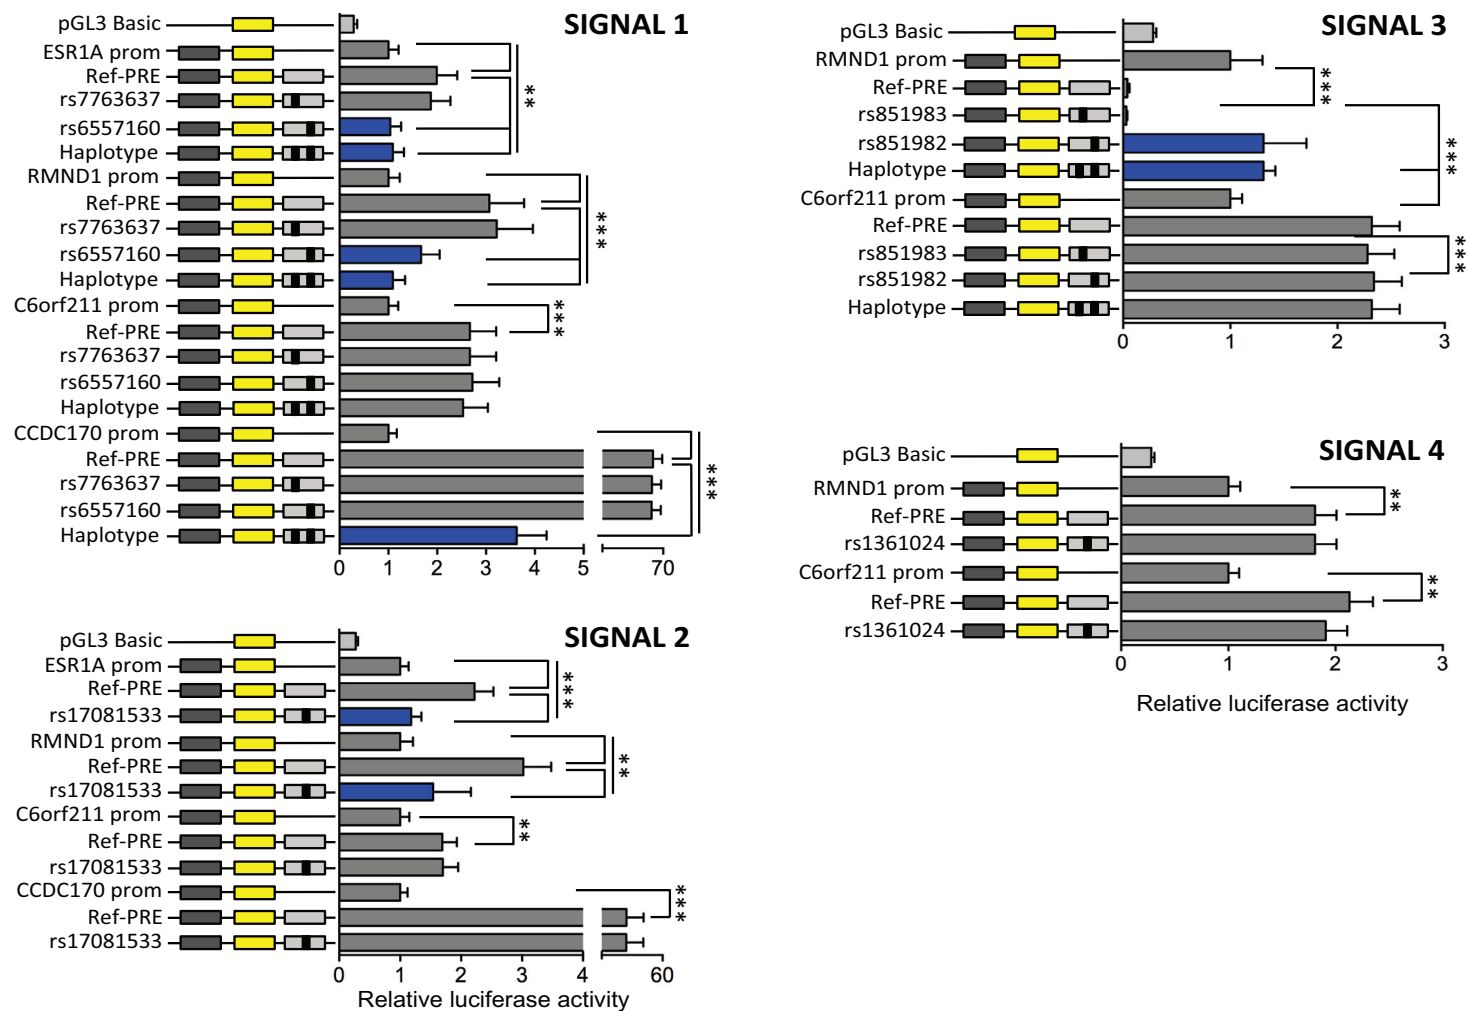 SIGNAL 1
pGL3 Basic
ESR1A prom
Ref-PRE
rs7763637
rs6557160
Haplotype
**
RMND1 prom
Ref-PRE
rs7763637
rs6557160
Haplotype
***
C6orf211 prom
Ref-PRE
rs7763637
rs6557160
Haplotype
***
CCDC170 prom
Ref-PRE
rs7763637
rs6557160
Haplotype
***
0 1 2 3 4 5 70
SIGNAL 2
pGL3 Basic
ESR1A prom
Ref-PRE
rs17081533
***
RMND1 prom
Ref-PRE
rs17081533
**
C6orf211 prom
Ref-PRE
rs17081533
**
CCDC170 prom
Ref-PRE
rs17081533
***
0 1 2 3 4 60
Relative luciferase activity
SIGNAL 3
pGL3 Basic
RMND1 prom
Ref-PRE
rs851983
rs851982
Haplotype
***
***
C6orf211 prom
Ref-PRE
rs851983
rs851982
Haplotype
***
0 1 2 3
SIGNAL 4
pGL3 Basic
RMND1 prom
Ref-PRE
rs1361024
**
C6orf211 prom
Ref-PRE
rs1361024
**
0 1 2 3
Relative luciferase activity